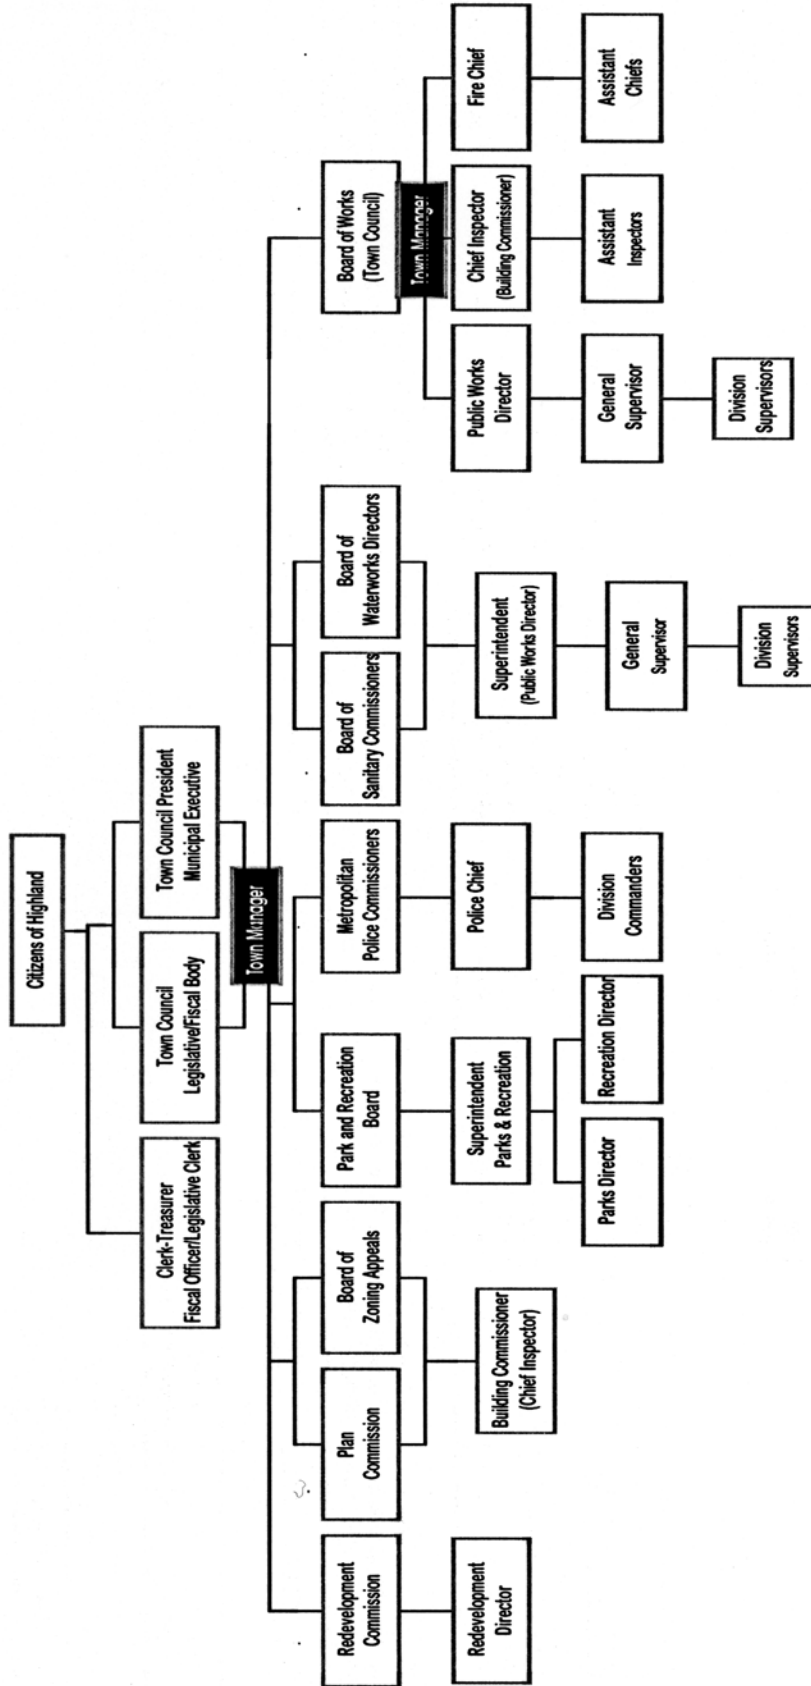 Citizens of Highland
Clerk-Treasurer
Fiscal Officer/Legislative Clerk
Town Council
Legislative/Fiscal Body
Town Council President
Municipal Executive
Town Manager
Redevelopment
Commission
Plan
Commission
Board of
Zoning Appeals
Park and Recreation
Board
Metropolitan
Police Commissioners
Board of
Sanitary Commissioners
Board of
Waterworks Directors
Board of Works
(Town Council)
Town Manager
Redevelopment
Director
Building Commissioner
(Chief Inspector)
Superintendent
Parks & Recreation
Police Chief
Superintendent
(Public Works Director)
Public Works
Director
Chief Inspector
(Building Commissioner)
Fire Chief
Parks Director
Recreation Director
Division
Commanders
General
Supervisor
General
Supervisor
Assistant
Inspectors
Assistant
Chiefs
Division
Supervisors
Division
Supervisors